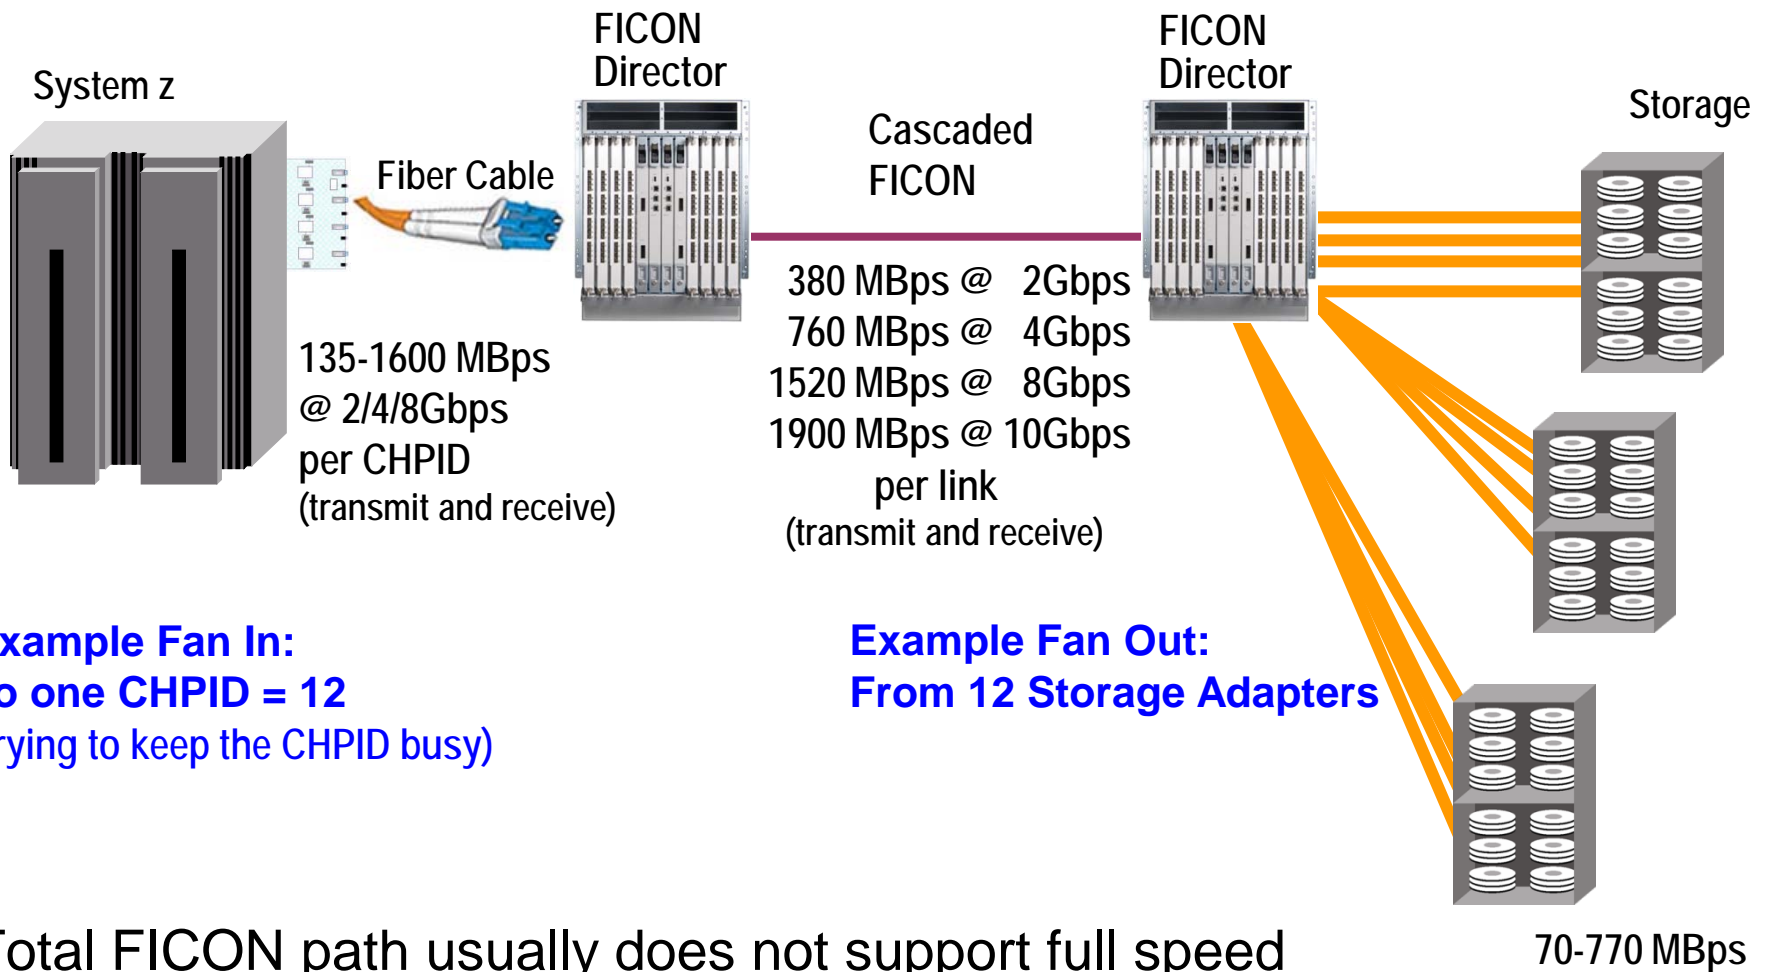 FICON
Director
FICON
Director
System z
Storage
Cascaded
FICON
Fiber Cable
380 MBps @ 2Gbps
760 MBps @ 4Gbps
1520 MBps @ 8Gbps
1900 MBps @ 10Gbps
per link
(transmit and receive)
135-1600 MBps
@ 2/4/8Gbps
per CHPID
(transmit and receive)
xample Fan In:
o one CHPID = 12
rying to keep the CHPID busy)
Example Fan Out:
From 12 Storage Adapters
Total FICON path usually does not support full speed
70-770 MBps